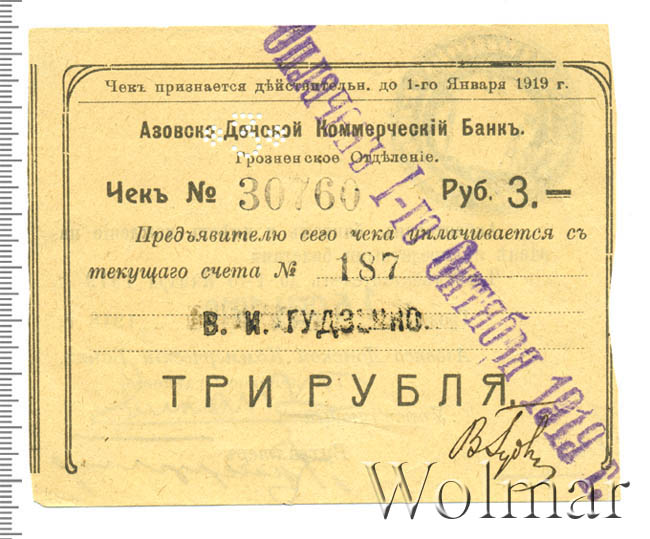 Чекъ признается дѣйствительн. до 1-го Января 1919 г.
Азовско Донской Коммерческій Банкъ.
Грозненское Отдѣленіе.
Чекъ № 30760 Руб. 3.—
Предъявителю сего чека уплачивается съ
текущаго счета № 187
В. И. ГУДЗЕНКО.
ТРИ РУБЛЯ.
1-го Октября 1919 г.
Wolmar